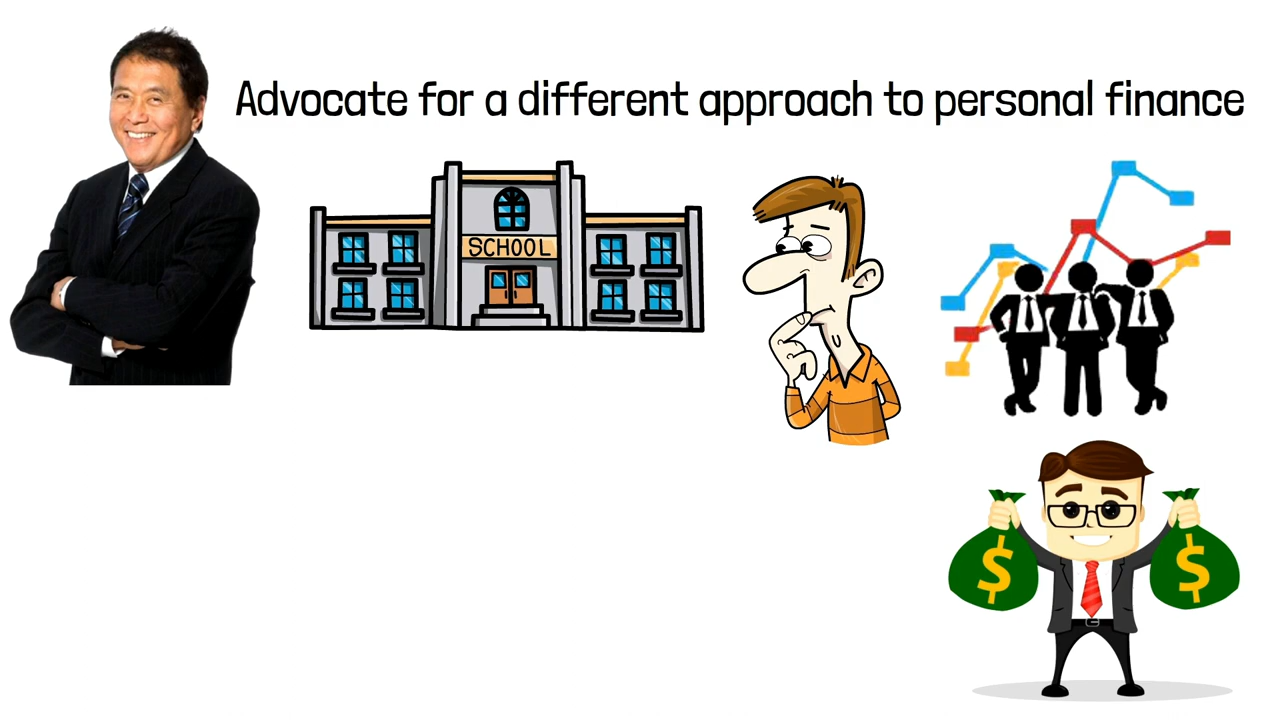 Advocate for a different approach to personal finance
SCHOOL
$
$